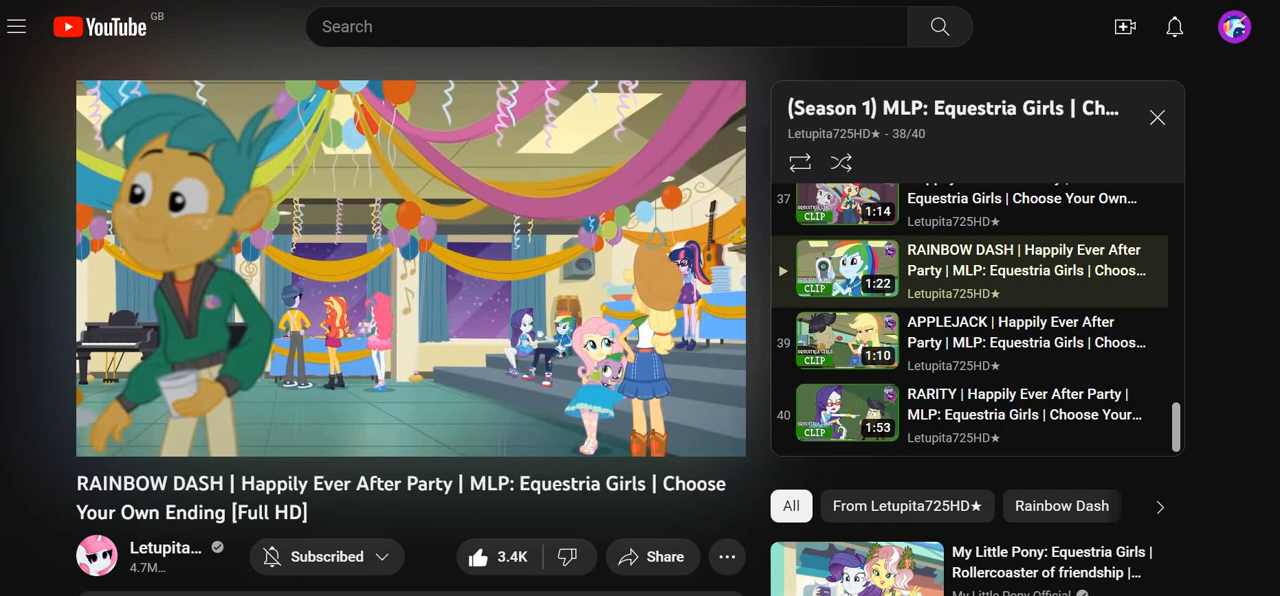 YouTube GB
Search
(Season 1) MLP: Equestria Girls | Ch...
Letupita725HD★ - 38/40
37
CLIP
1:14
Equestria Girls | Choose Your Own...
Letupita725HD★
CLIP
1:22
RAINBOW DASH | Happily Ever After
Party | MLP: Equestria Girls | Choos...
Letupita725HD★
39
CLIP
1:10
APPLEJACK | Happily Ever After
Party | MLP: Equestria Girls | Choos...
Letupita725HD★
40
CLIP
1:53
RARITY | Happily Ever After Party |
MLP: Equestria Girls | Choose Your...
Letupita725HD★
RAINBOW DASH | Happily Ever After Party | MLP: Equestria Girls | Choose
Your Own Ending [Full HD]
Letupita...
4.7M...
Subscribed
3.4K
Share
All
From Letupita725HD★
Rainbow Dash
My Little Pony: Equestria Girls |
Rollercoaster of friendship |...
My Little Pony Official